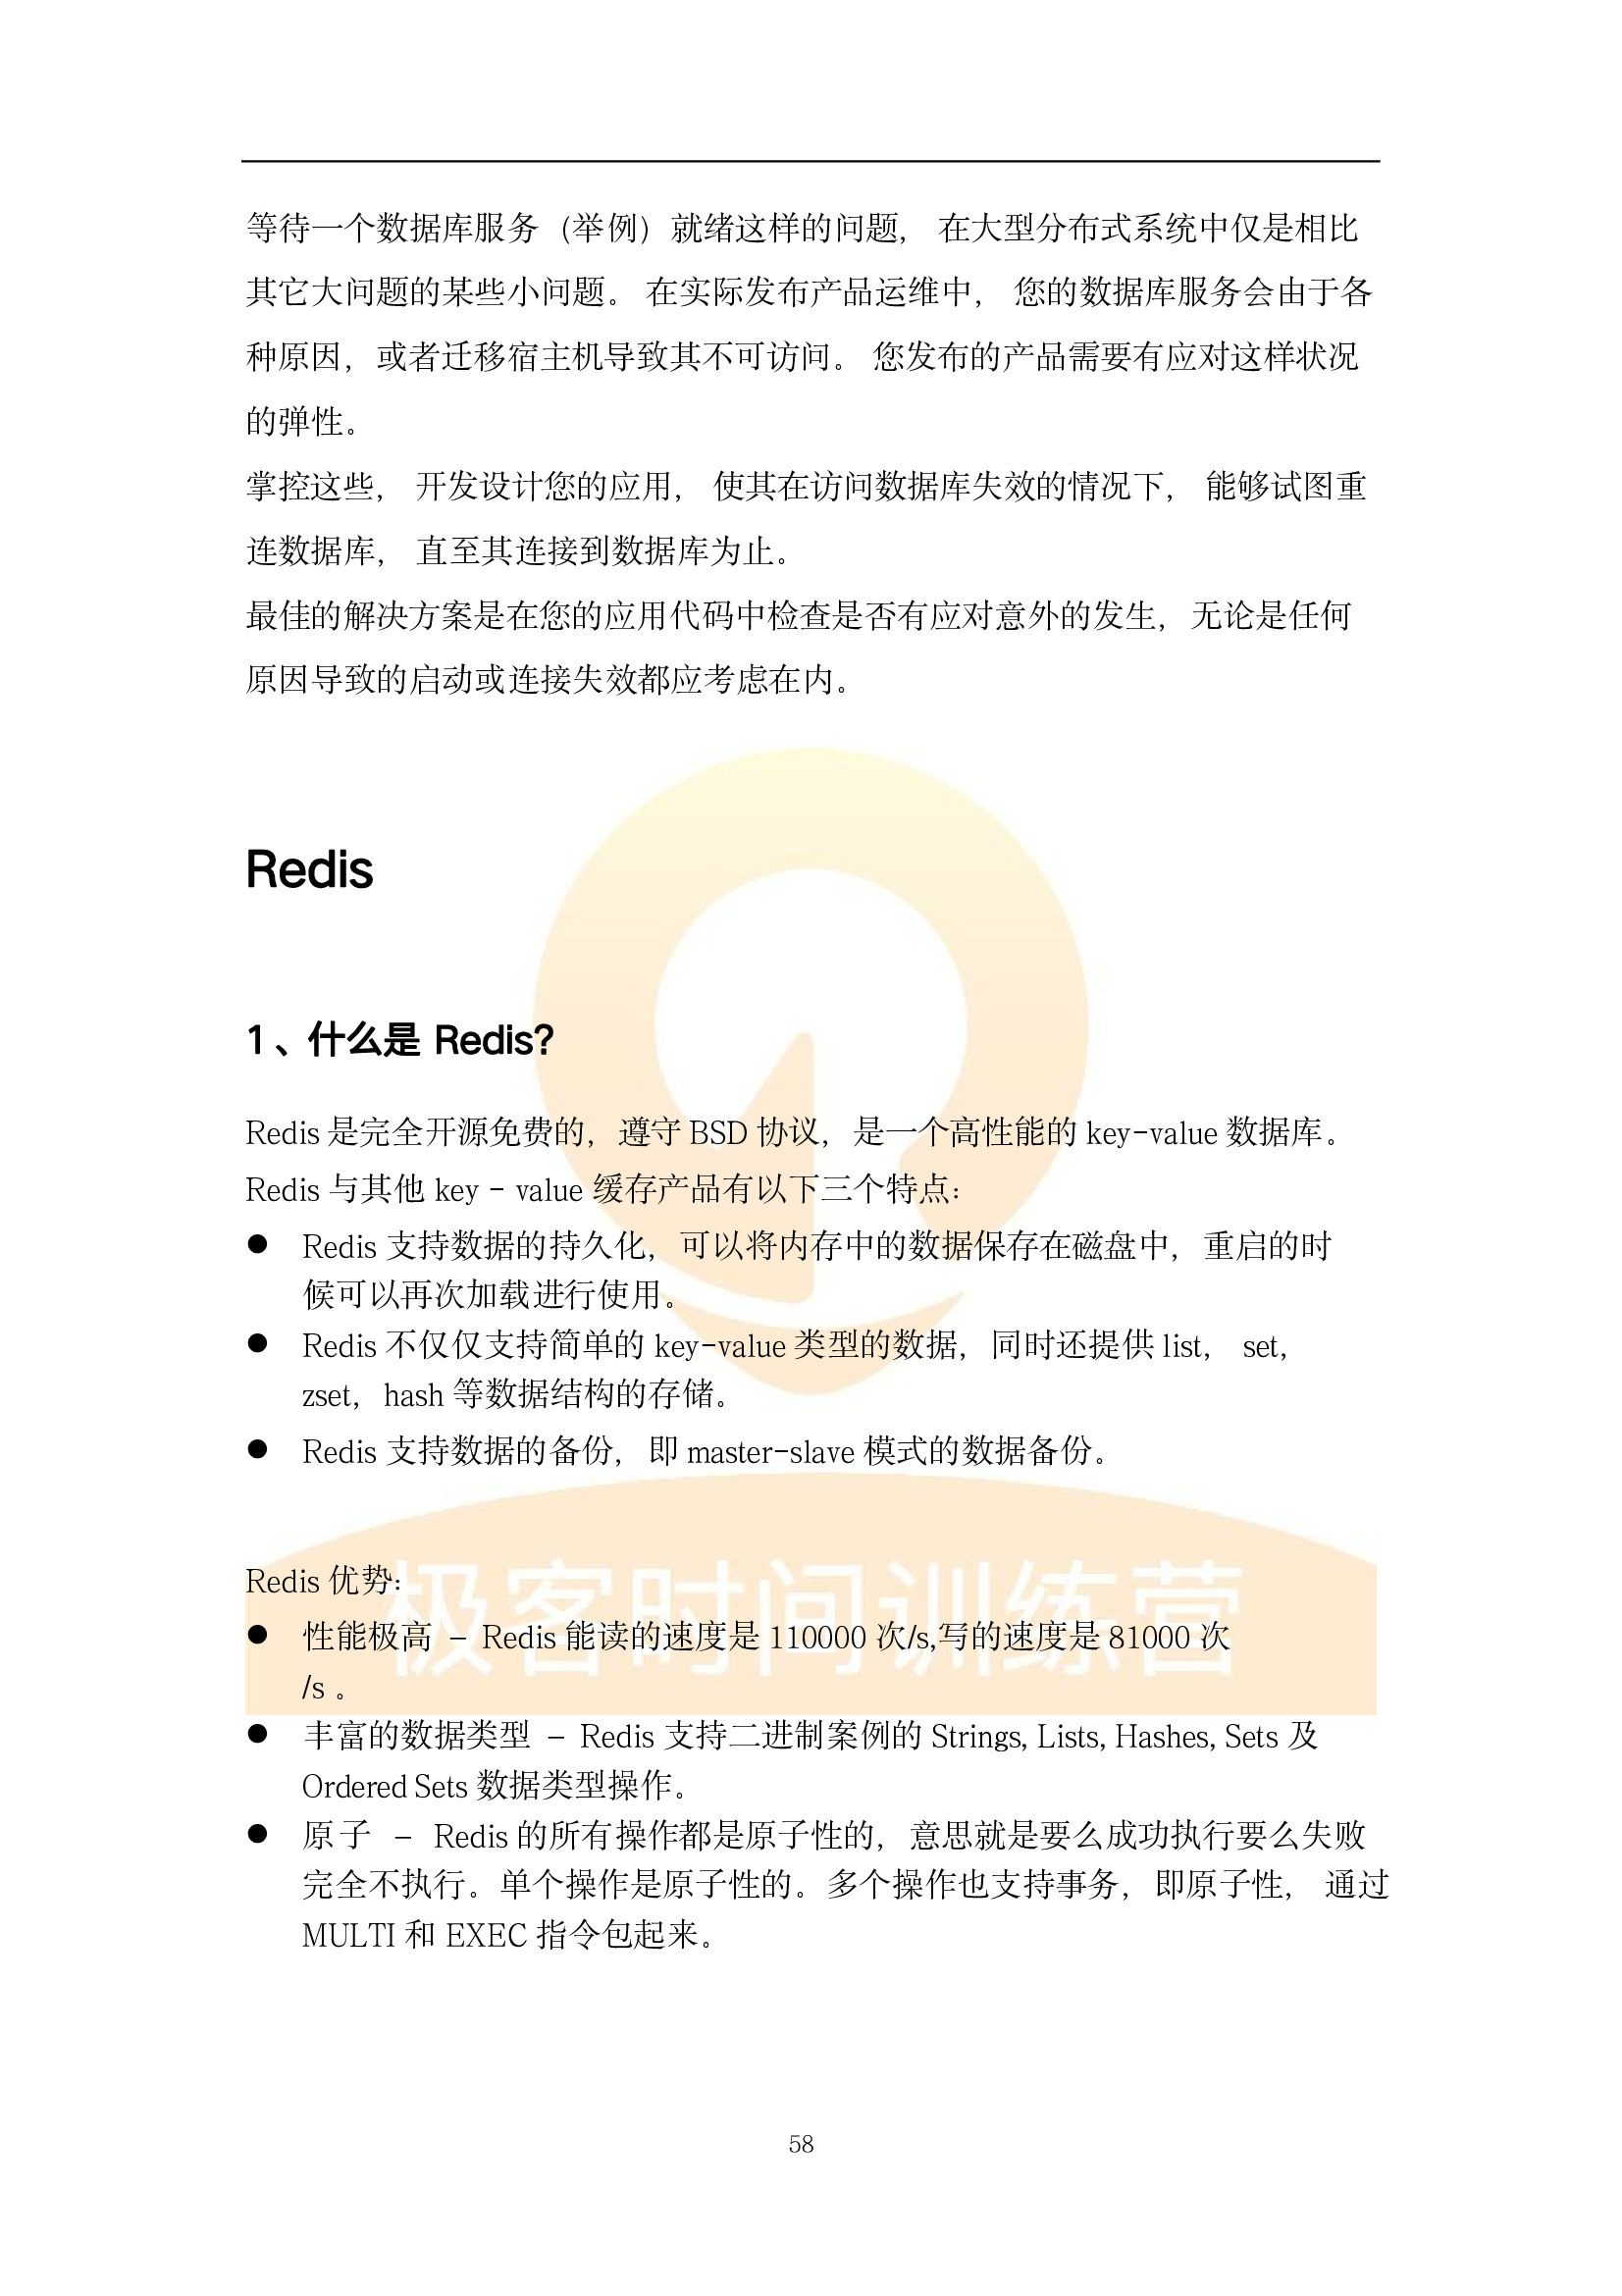 等待一个数据库服务（举例）就绪这样的问题， 在大型分布式系统中仅是相比
其它大问题的某些小问题。 在实际发布产品运维中， 您的数据库服务会由于各
种原因，或者迁移宿主机导致其不可访问。 您发布的产品需要有应对这样状况
的弹性。
掌控这些， 开发设计您的应用， 使其在访问数据库失效的情况下， 能够试图重
连数据库， 直至其连接到数据库为止。
最佳的解决方案是在您的应用代码中检查是否有应对意外的发生，无论是任何
原因导致的启动或连接失效都应考虑在内。
Redis
1、什么是 Redis?
Redis 是完全开源免费的，遵守 BSD 协议，是一个高性能的 key-value 数据库。
Redis 与其他 key - value 缓存产品有以下三个特点：
● Redis 支持数据的持久化，可以将内存中的数据保存在磁盘中，重启的时
候可以再次加载进行使用。
● Redis 不仅仅支持简单的 key-value 类型的数据，同时还提供 list， set，
zset，hash 等数据结构的存储。
● Redis 支持数据的备份，即 master-slave 模式的数据备份。
Redis 优势：
极客时间训练营
● 性能极高 – Redis 能读的速度是 110000 次/s,写的速度是 81000 次
/s 。
● 丰富的数据类型 – Redis 支持二进制案例的 Strings, Lists, Hashes, Sets 及
Ordered Sets 数据类型操作。
● 原子 – Redis 的所有操作都是原子性的，意思就是要么成功执行要么失败
完全不执行。单个操作是原子性的。多个操作也支持事务，即原子性， 通过
MULTI 和 EXEC 指令包起来。
58